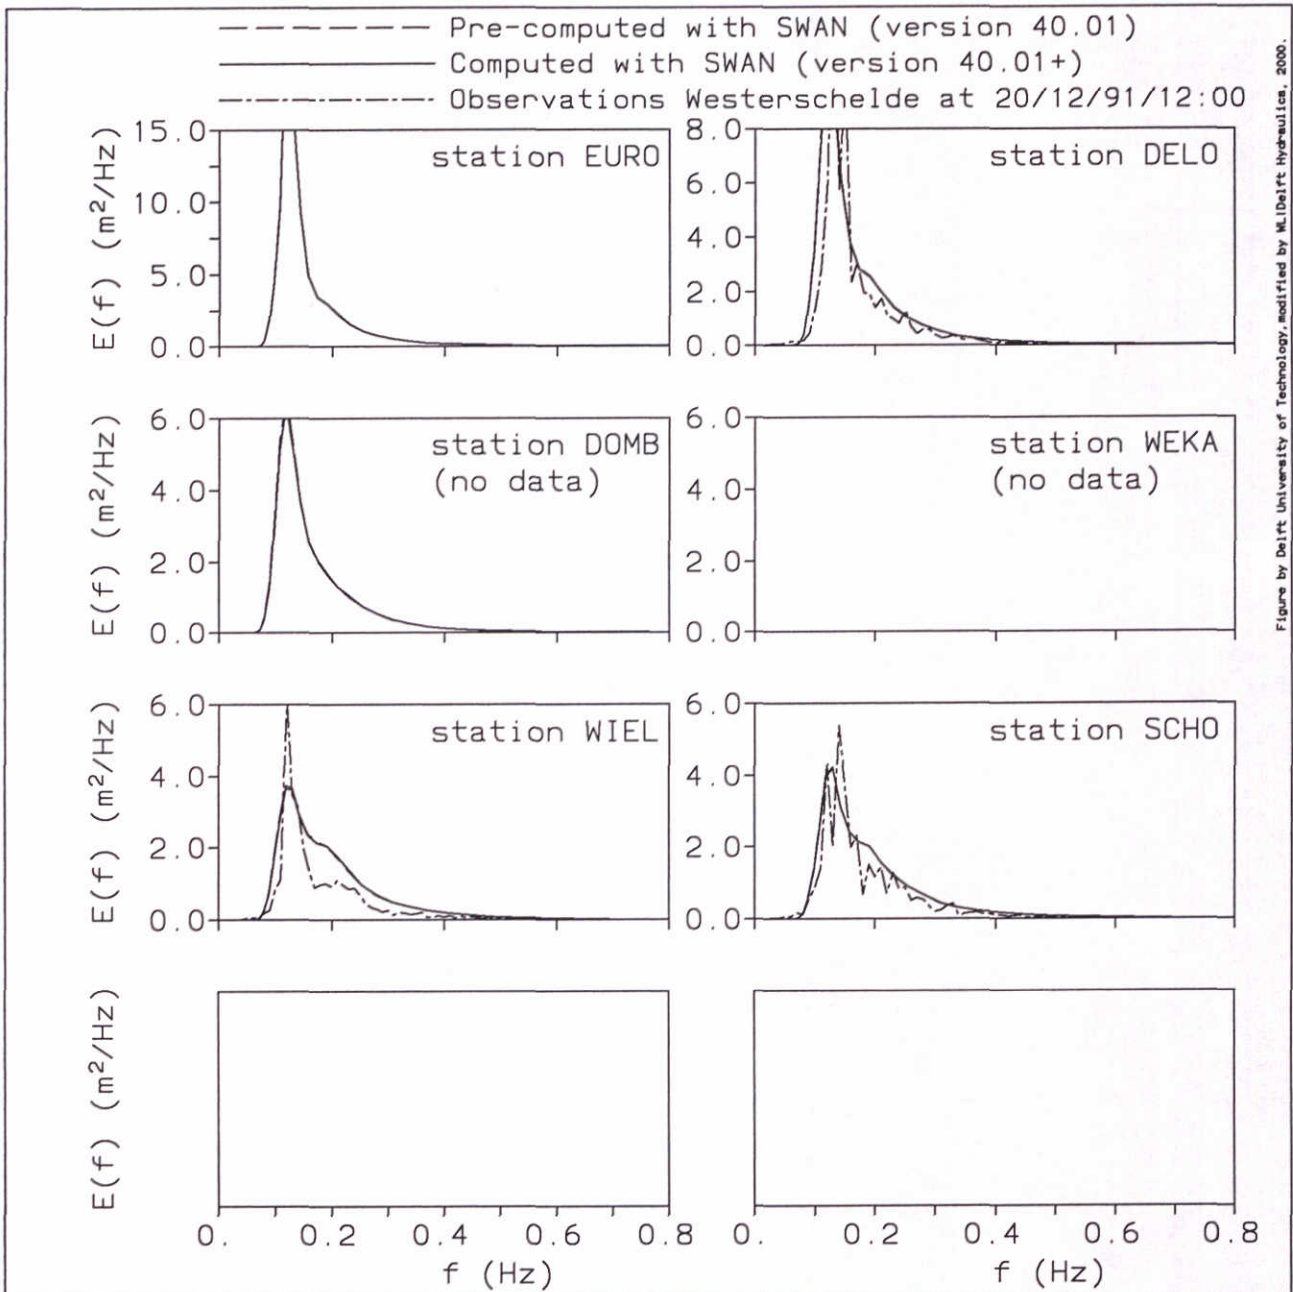 Pre-computed with SWAN (version 40.01)
Computed with SWAN (version 40.01+)
Observations Westerschelde at 20/12/91/12:00
E(f) (m²/Hz)
15.0
10.0
5.0
0.0
station EURO
8.0
6.0
4.0
2.0
0.0
station DELO
E(f) (m²/Hz)
6.0
4.0
2.0
0.0
station DOMB
(no data)
6.0
4.0
2.0
0.0
station WEKA
(no data)
E(f) (m²/Hz)
6.0
4.0
2.0
0.0
station WIEL
6.0
4.0
2.0
0.0
station SCHO
E(f) (m²/Hz)
0. 0.2 0.4 0.6 0.8
f (Hz)
0. 0.2 0.4 0.6 0.8
f (Hz)
Figure by Delft University of Technology, modified by WL|Delft Hydraulics, 2000.